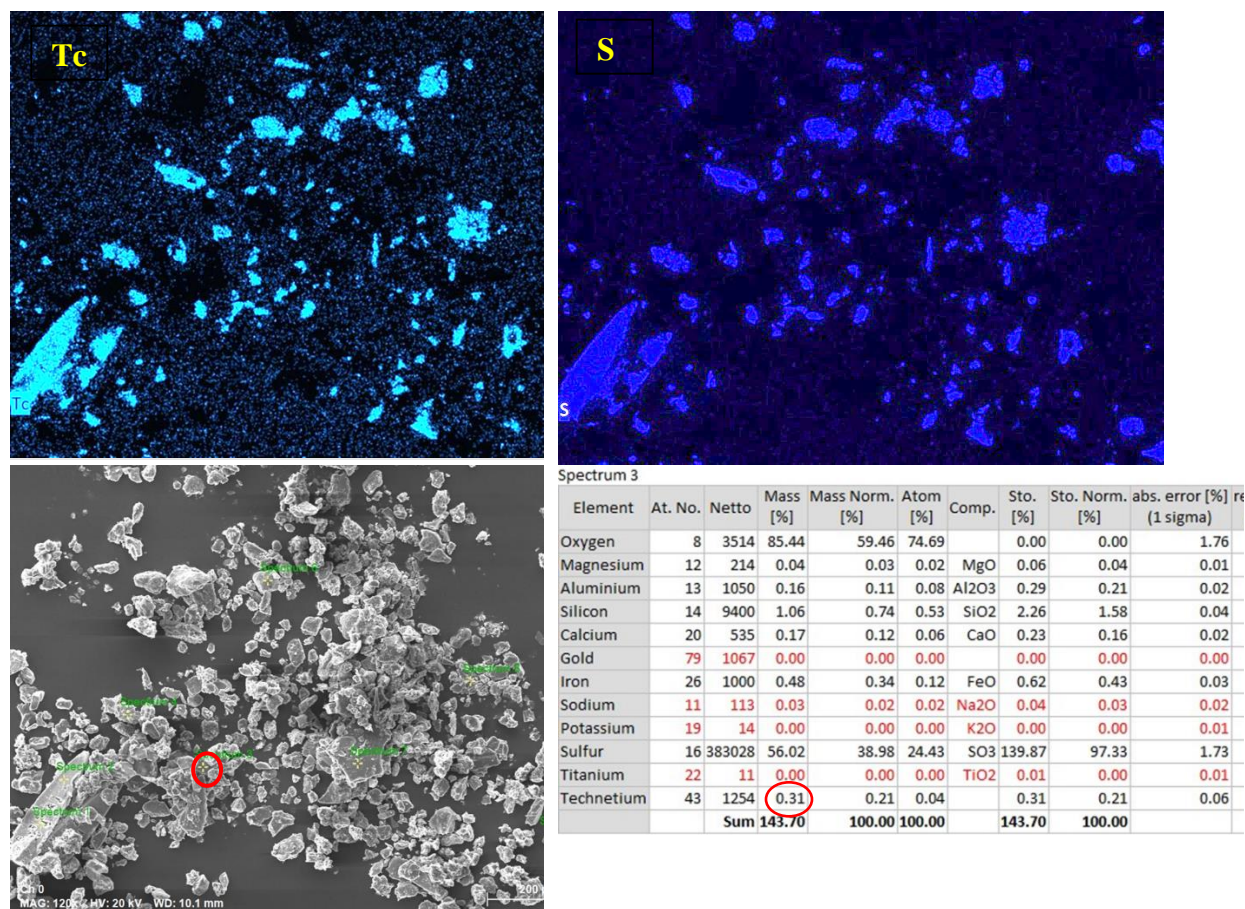 Tc
S
Tc
S
Spectrum 3
Element At. No. Netto Mass [%] Mass Norm. [%] Atom [%] Comp. Sto. [%] Sto. Norm. [%] abs. error [%] (1 sigma) re
Oxygen 8 3514 85.44 59.46 74.69 0.00 0.00 1.76
Magnesium 12 214 0.04 0.03 0.02 MgO 0.06 0.04 0.01
Aluminium 13 1050 0.16 0.11 0.08 Al2O3 0.29 0.21 0.02
Silicon 14 9400 1.06 0.74 0.53 SiO2 2.26 1.58 0.04
Calcium 20 535 0.17 0.12 0.06 CaO 0.23 0.16 0.02
Gold 79 1067 0.00 0.00 0.00 0.00 0.00 0.00
Iron 26 1000 0.48 0.34 0.12 FeO 0.62 0.43 0.03
Sodium 11 113 0.03 0.02 0.02 Na2O 0.04 0.03 0.02
Potassium 19 14 0.00 0.00 0.00 K2O 0.00 0.00 0.01
Sulfur 16 383028 56.02 38.98 24.43 SO3 139.87 97.33 1.73
Titanium 22 11 0.00 0.00 0.00 TiO2 0.01 0.00 0.01
Technetium 43 1254 0.31 0.21 0.04 0.31 0.21 0.06
Sum 143.70 100.00 100.00 143.70 100.00
Spectrum
Spectrum
Spectrum
Spectrum
Spectrum
Spectrum
Ch 0
MAG: 120x HV: 20 kV WD: 10.1 mm
200